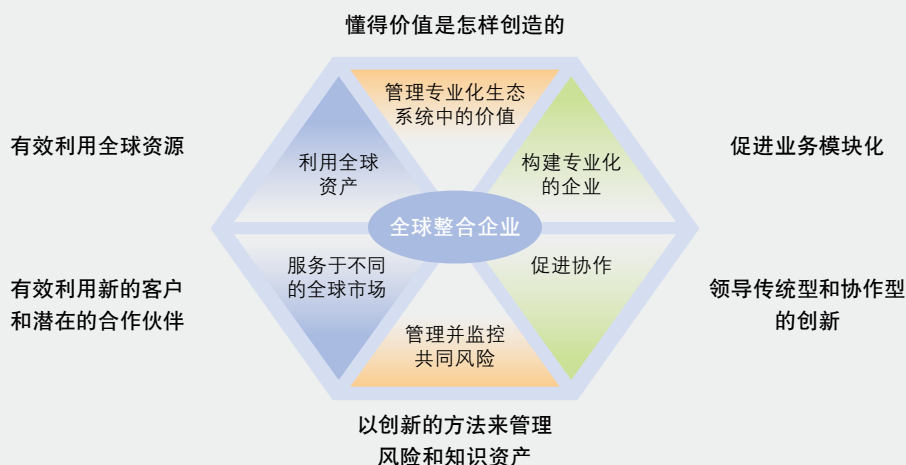 懂得价值是怎样创造的
管理专业化生态
系统中的价值
有效利用全球资源
利用全球
资产
构建专业化
的企业
促进业务模块化
全球整合企业
有效利用新的客户
和潜在的合作伙伴
服务于不同
的全球市场
促进协作
领导传统型和协作型
的创新
管理并监控
共同风险
以创新的方法来管理
风险和知识资产